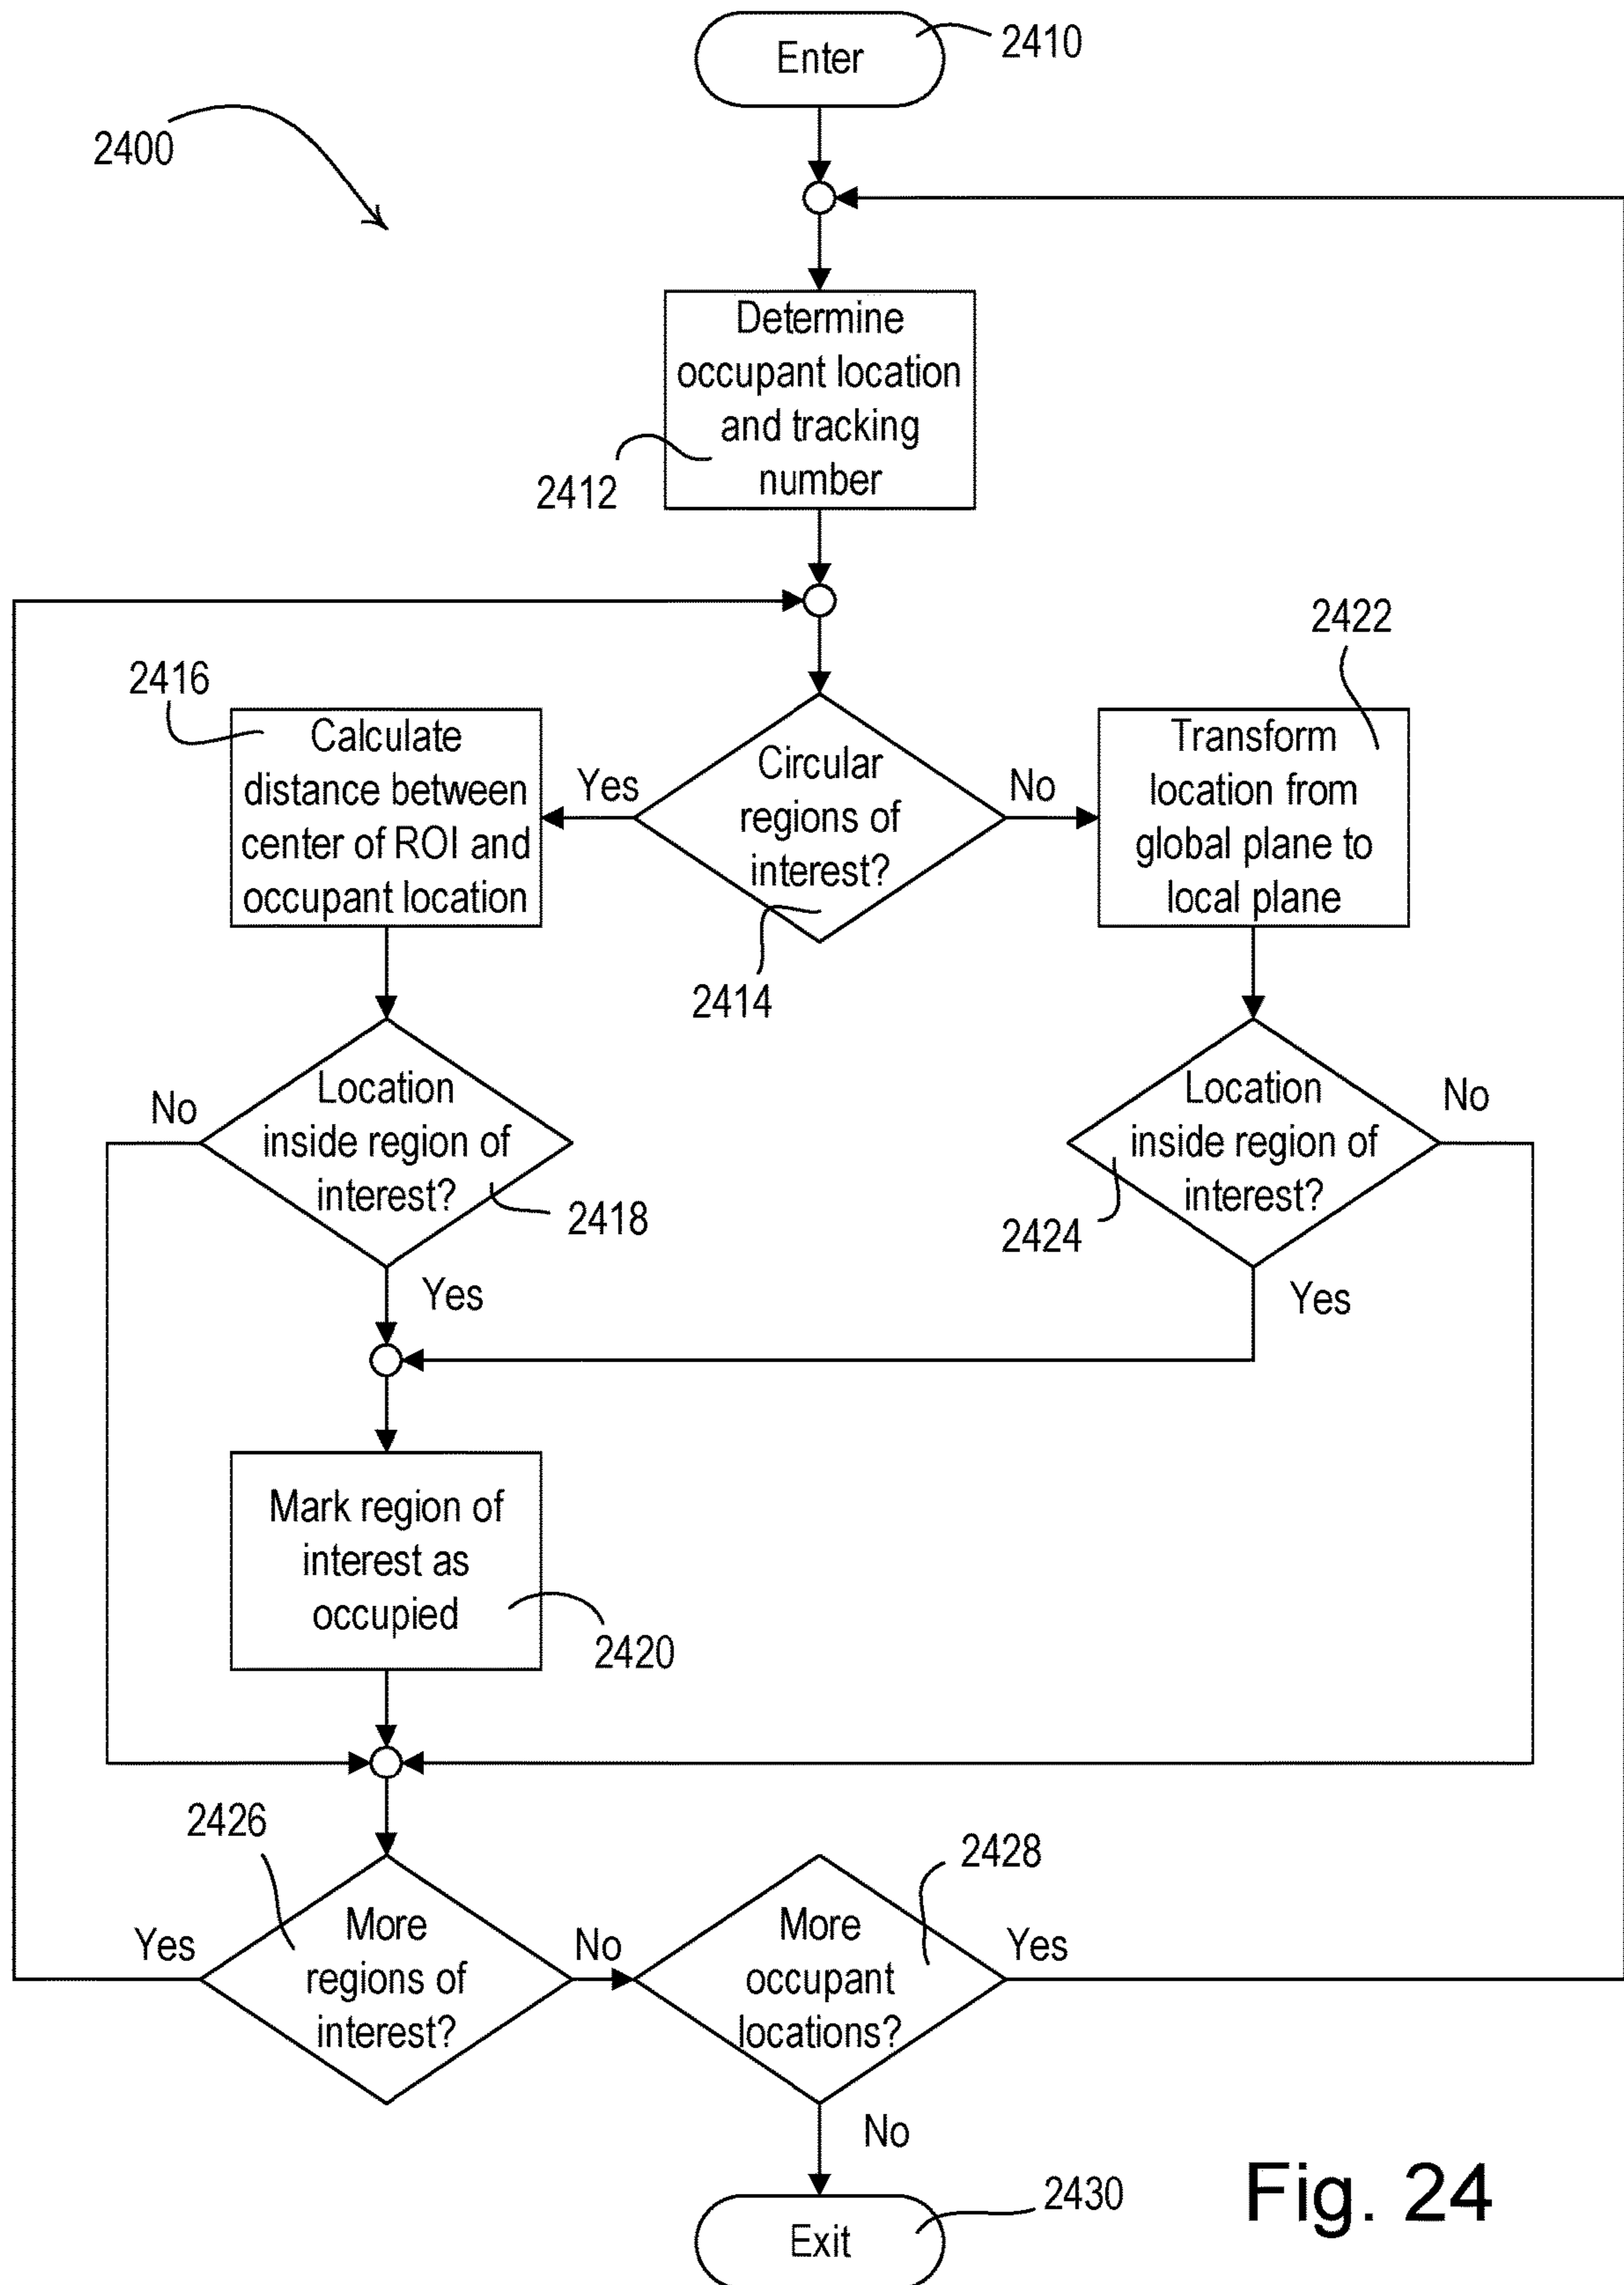 Enter
2410
2400
Determine
occupant location
and tracking
number
2412
2422
2416
Calculate
distance between
center of ROI and
occupant location
Yes
Circular
regions of
interest?
No
Transform
location from
global plane to
local plane
2414
No
Location
inside region of
interest?
2418
Yes
Location
inside region of
interest?
No
2424
Yes
Mark region of
interest as
occupied
2420
2426
2428
Yes
More
regions of
interest?
No
More
occupant
locations?
Yes
No
Exit
2430
Fig. 24